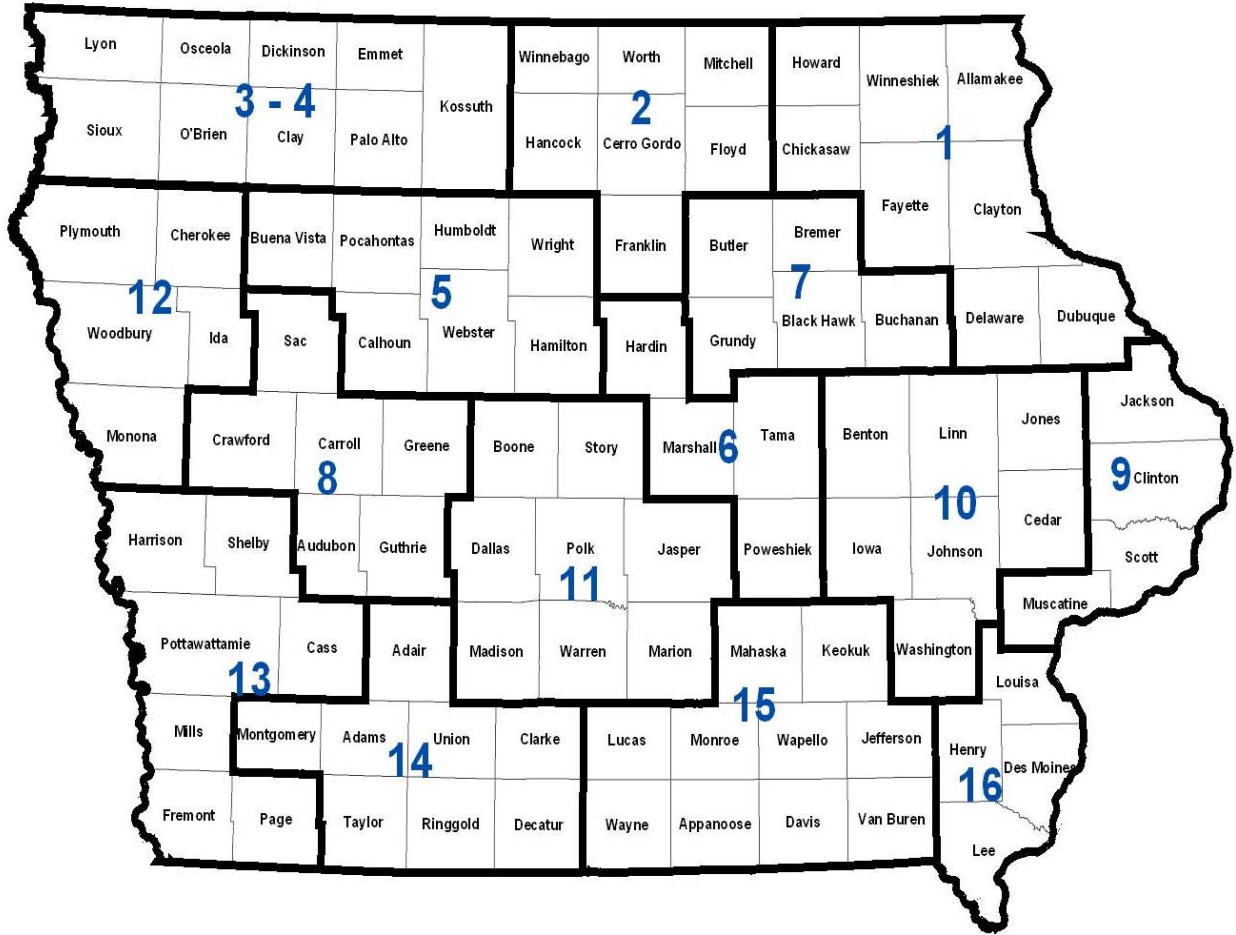 Lyon
Osceola
Dickinson
Emmet
Kossuth
Winnebago
Worth
Mitchell
Howard
Winneshiek
Allamakee
3 - 4
2
1
Sioux
O'Brien
Clay
Palo Alto
Hancock
Cerro Gordo
Floyd
Chickasaw
Fayette
Clayton
Plymouth
Cherokee
Buena Vista
Pocahontas
Humboldt
Wright
Franklin
Butler
Bremer
12
5
7
Woodbury
Ida
Sac
Calhoun
Webster
Hamilton
Hardin
Grundy
Black Hawk
Buchanan
Delaware
Dubuque
Monona
Crawford
Carroll
Greene
Boone
Story
Marshall
6
Tama
Benton
Linn
Jones
Jackson
8
10
9
Clinton
Harrison
Shelby
Audubon
Guthrie
Dallas
Polk
Jasper
Poweshiek
Iowa
Johnson
Cedar
Scott
11
Muscatine
Pottawattamie
Cass
Adair
Madison
Warren
Marion
Mahaska
Keokuk
Washington
Louisa
13
15
Mills
Montgomery
Adams
Union
Clarke
Lucas
Monroe
Wapello
Jefferson
Henry
Des Moines
14
16
Fremont
Page
Taylor
Ringgold
Decatur
Wayne
Appanoose
Davis
Van Buren
Lee